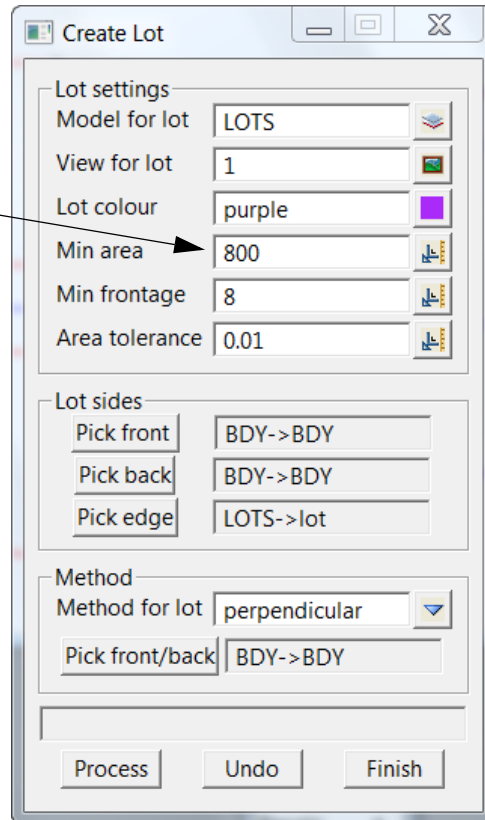 Create Lot
Lot settings
Model for lot LOTS
View for lot 1
Lot colour purple
Min area 800
Min frontage 8
Area tolerance 0.01
Lot sides
Pick front BDY->BDY
Pick back BDY->BDY
Pick edge LOTS->lot
Method
Method for lot perpendicular
Pick front/back BDY->BDY
Process Undo Finish